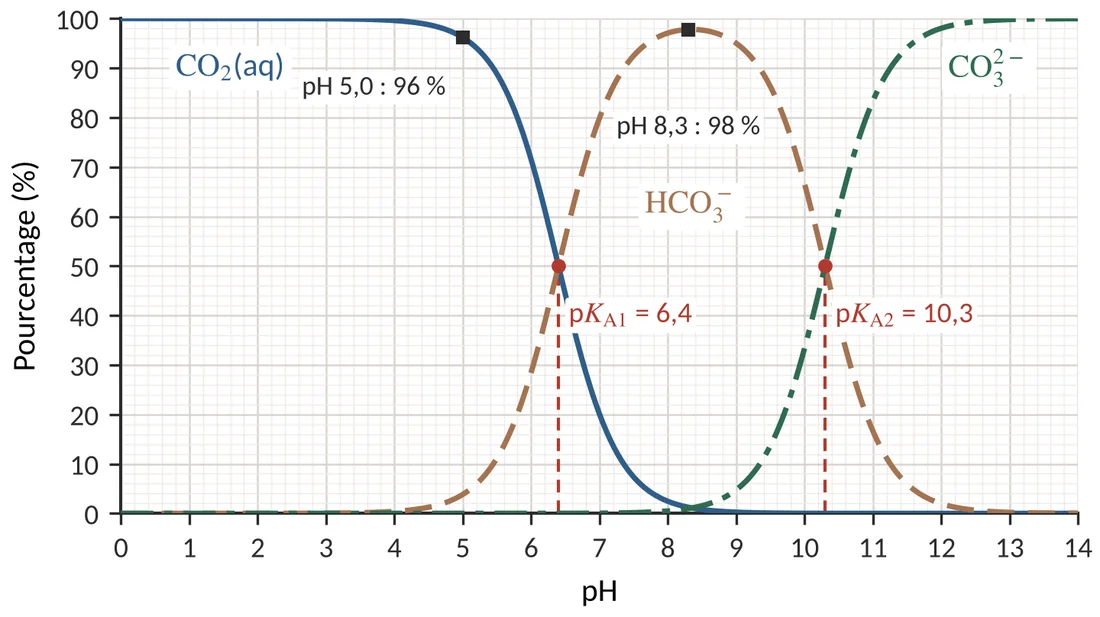 Pourcentage (%)
100
90
80
70
60
50
40
30
20
10
0
CO₂(aq)
pH 5,0 : 96 %
pH 8,3 : 98 %
HCO₃⁻
CO₃²⁻
pK_A1 = 6,4
pK_A2 = 10,3
0 1 2 3 4 5 6 7 8 9 10 11 12 13 14
pH